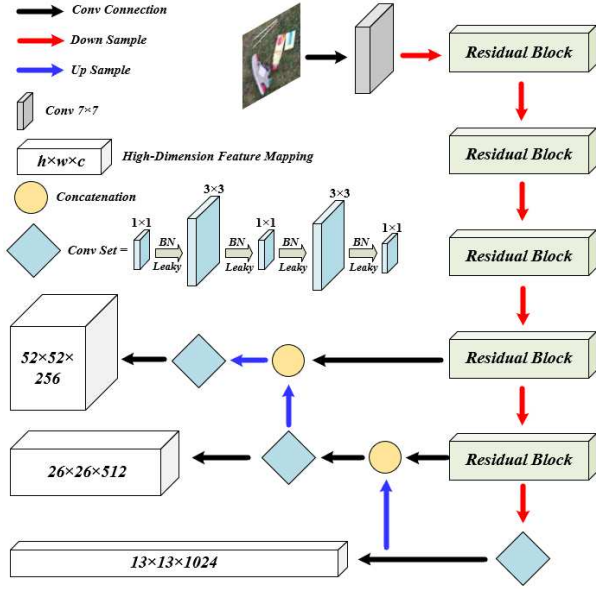 Conv Connection
Down Sample
Up Sample
Conv 7×7
h×w×c
High-Dimension Feature Mapping
Concatenation
Conv Set =
1×1
BN
Leaky
3×3
BN
Leaky
1×1
BN
Leaky
3×3
BN
Leaky
1×1
Residual Block
Residual Block
Residual Block
Residual Block
Residual Block
52×52×
256
26×26×512
13×13×1024